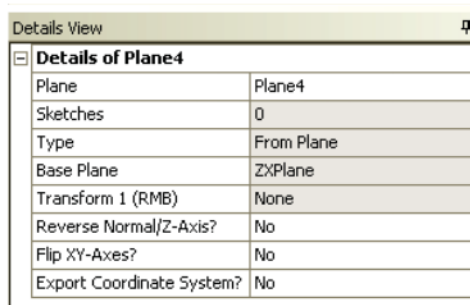 Details View
Details of Plane4
Plane Plane4
Sketches 0
Type From Plane
Base Plane ZXPlane
Transform 1 (RMB) None
Reverse Normal/Z-Axis? No
Flip XY-Axes? No
Export Coordinate System? No